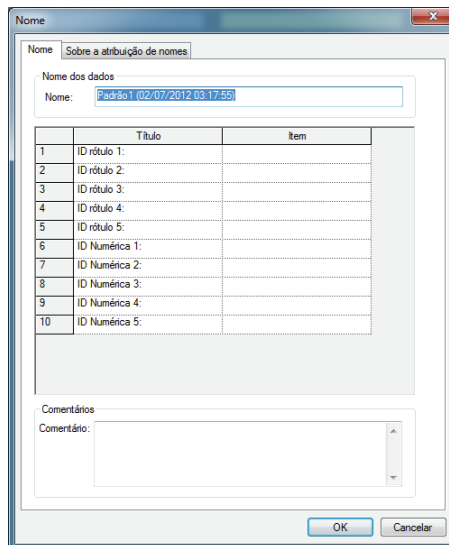 Nome
Nome Sobre a atribuição de nomes
Nome dos dados
Nome: Padrão1 (02/07/2012 03:17:55)
Título Item
1 ID rótulo 1:
2 ID rótulo 2:
3 ID rótulo 3:
4 ID rótulo 4:
5 ID rótulo 5:
6 ID Numérica 1:
7 ID Numérica 2:
8 ID Numérica 3:
9 ID Numérica 4:
10 ID Numérica 5:
Comentários
Comentário:
OK Cancelar